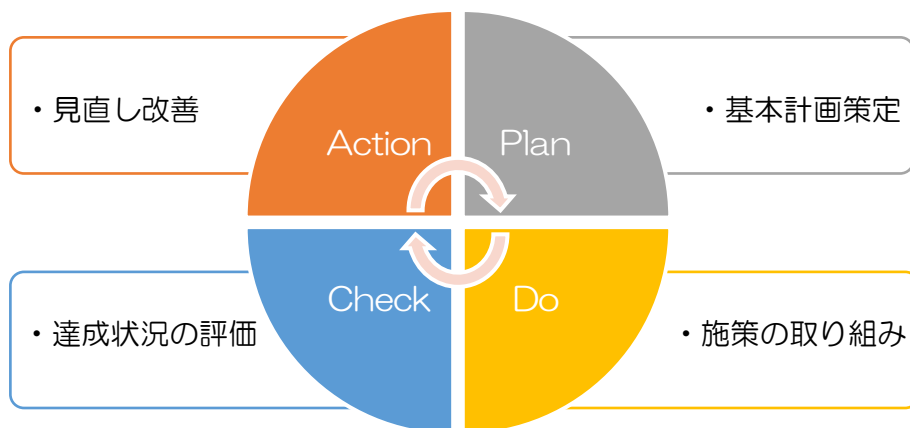 ・見直し改善
Action
Plan
・基本計画策定
・達成状況の評価
Check
Do
・施策の取り組み